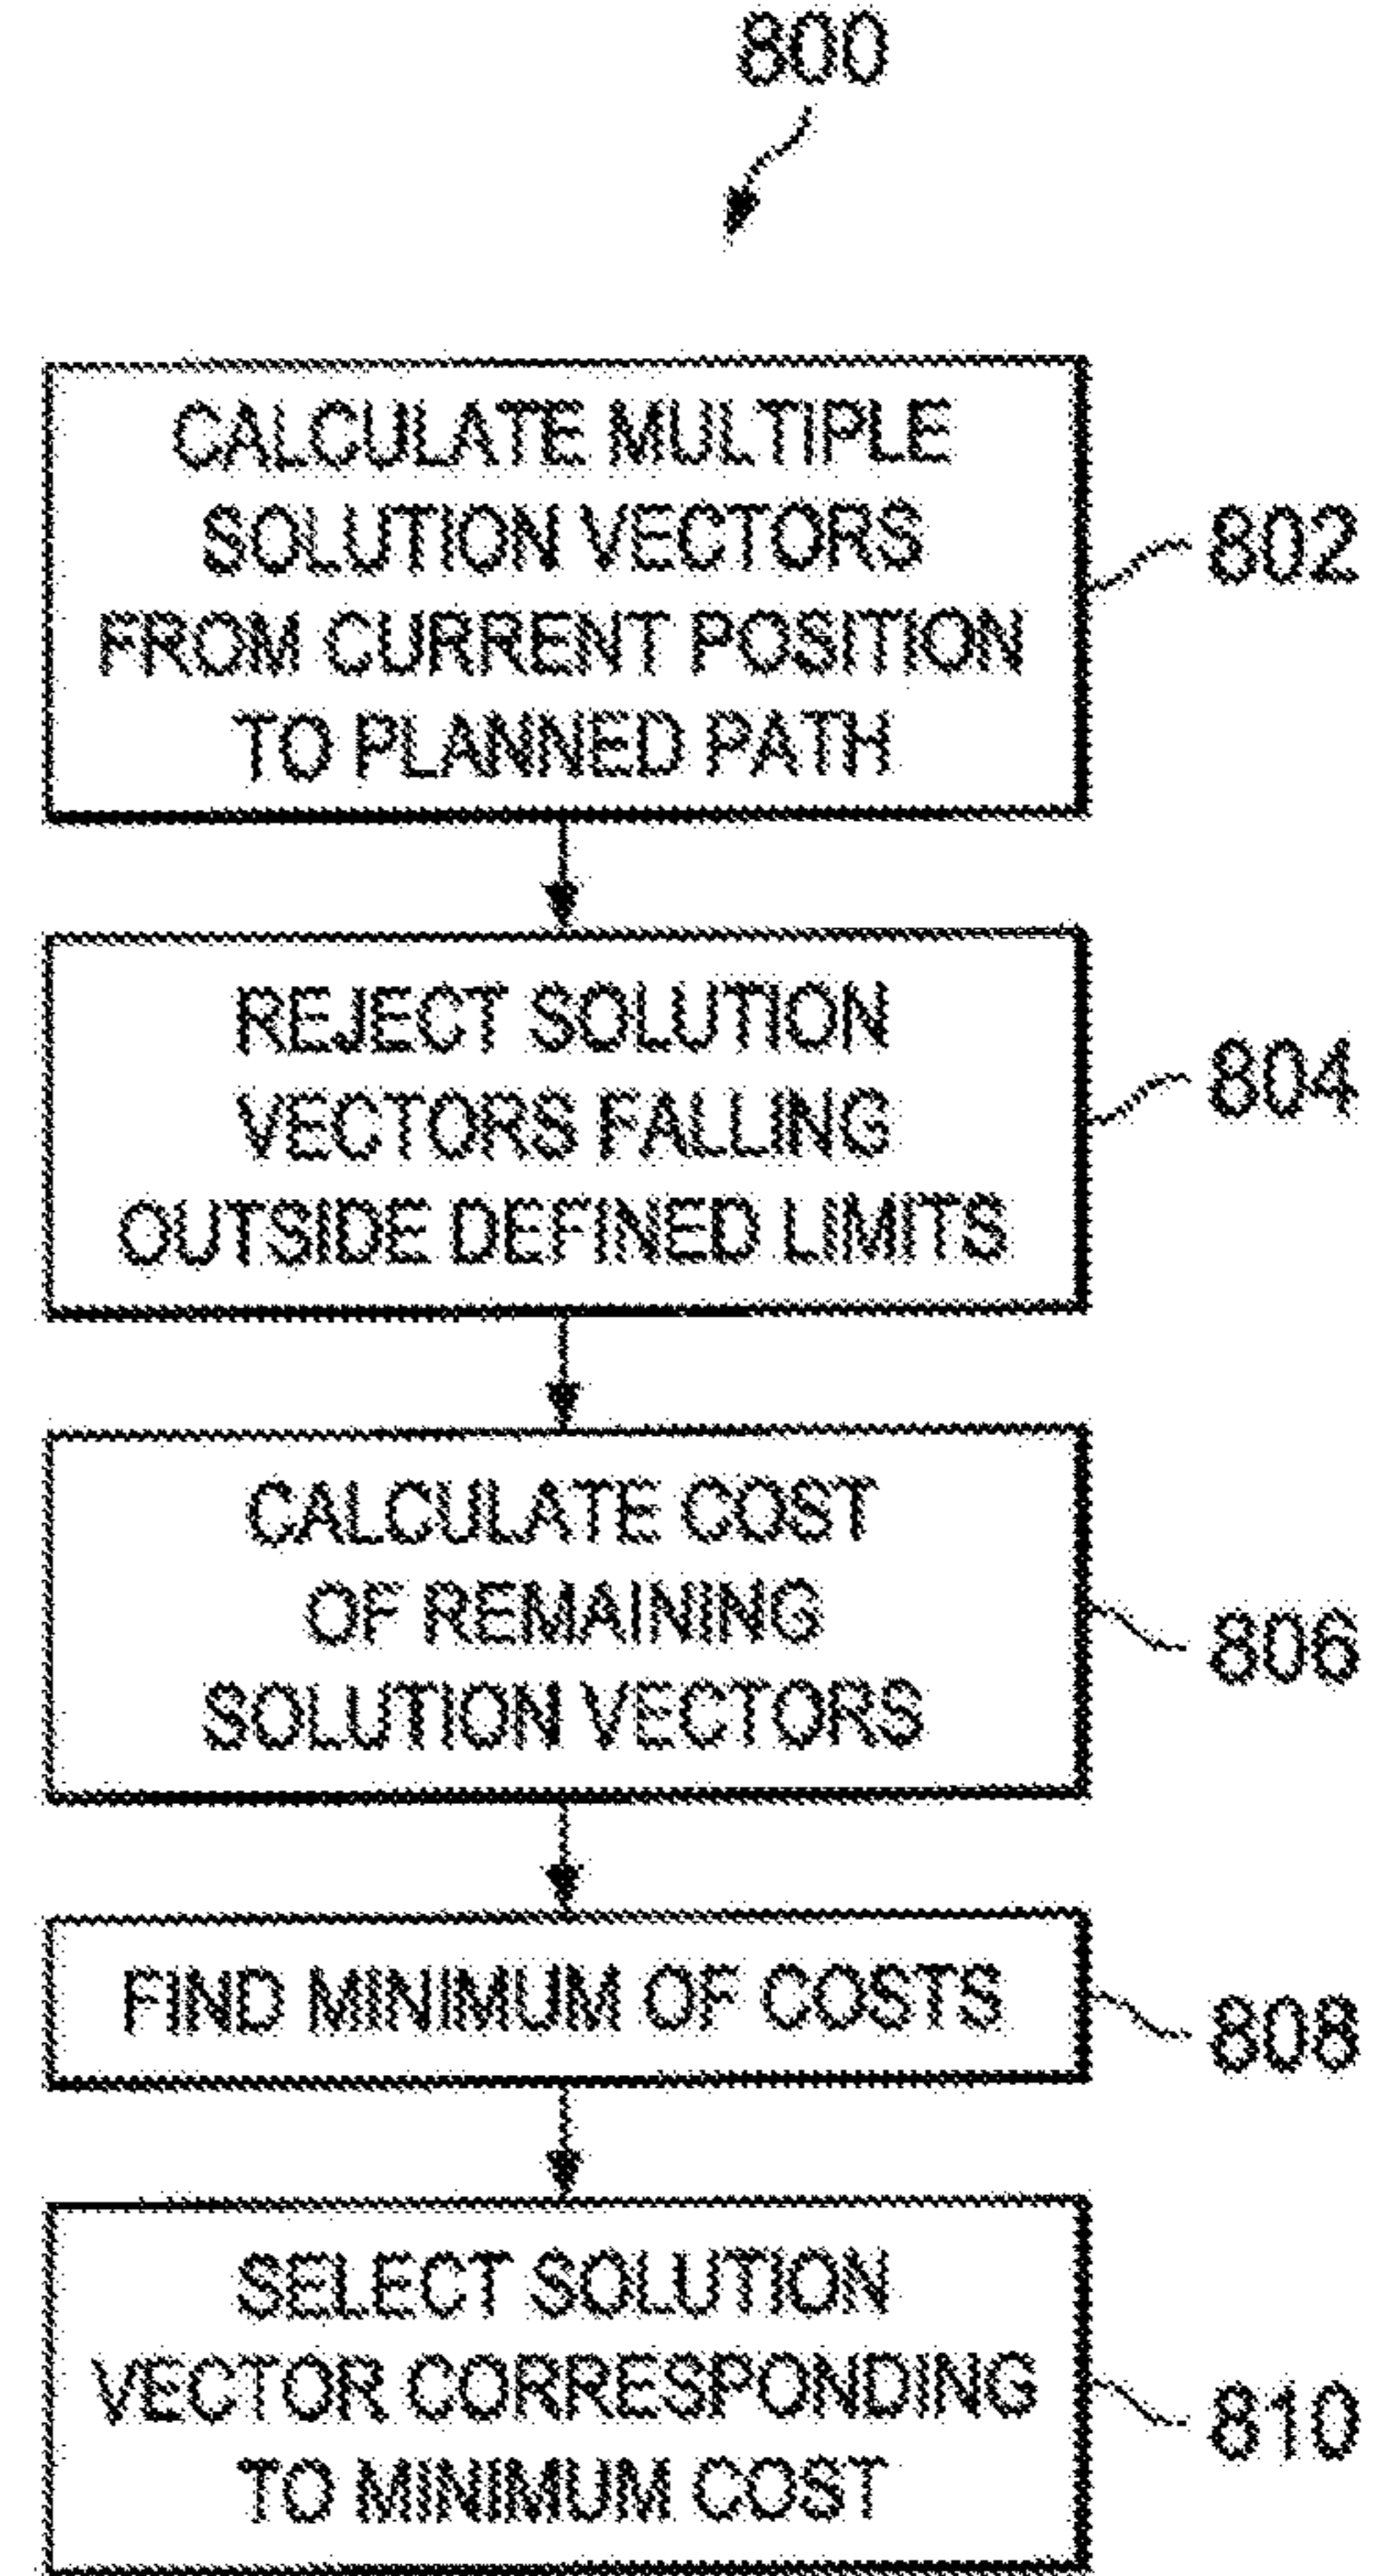 800
CALCULATE MULTIPLE
SOLUTION VECTORS
FROM CURRENT POSITION
TO PLANNED PATH
802
REJECT SOLUTION
VECTORS FALLING
OUTSIDE DEFINED LIMITS
804
CALCULATE COST
OF REMAINING
SOLUTION VECTORS
806
FIND MINIMUM OF COSTS
808
SELECT SOLUTION
VECTOR CORRESPONDING
TO MINIMUM COST
810